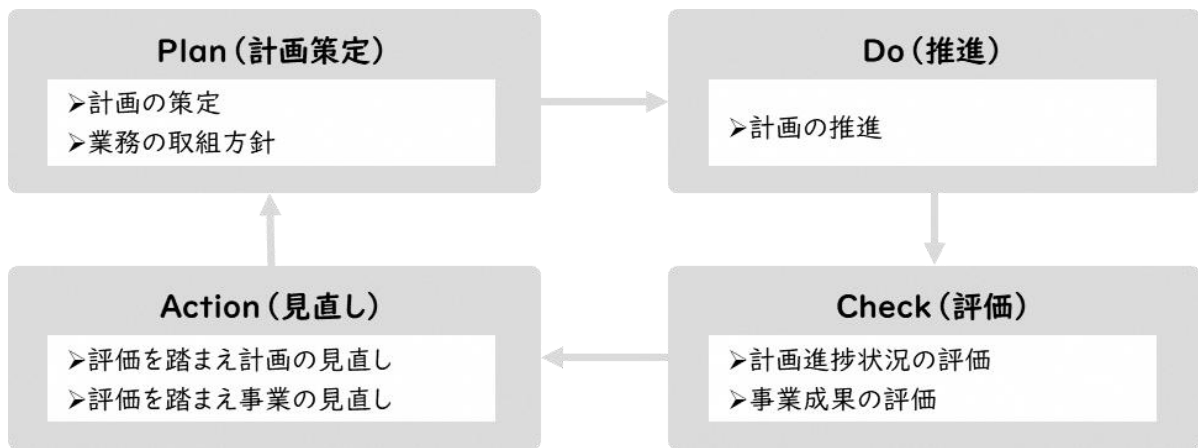 Plan（計画策定）
➢計画の策定
➢業務の取組方針
Do（推進）
➢計画の推進
Action（見直し）
➢評価を踏まえ計画の見直し
➢評価を踏まえ事業の見直し
Check（評価）
➢計画進捗状況の評価
➢事業成果の評価